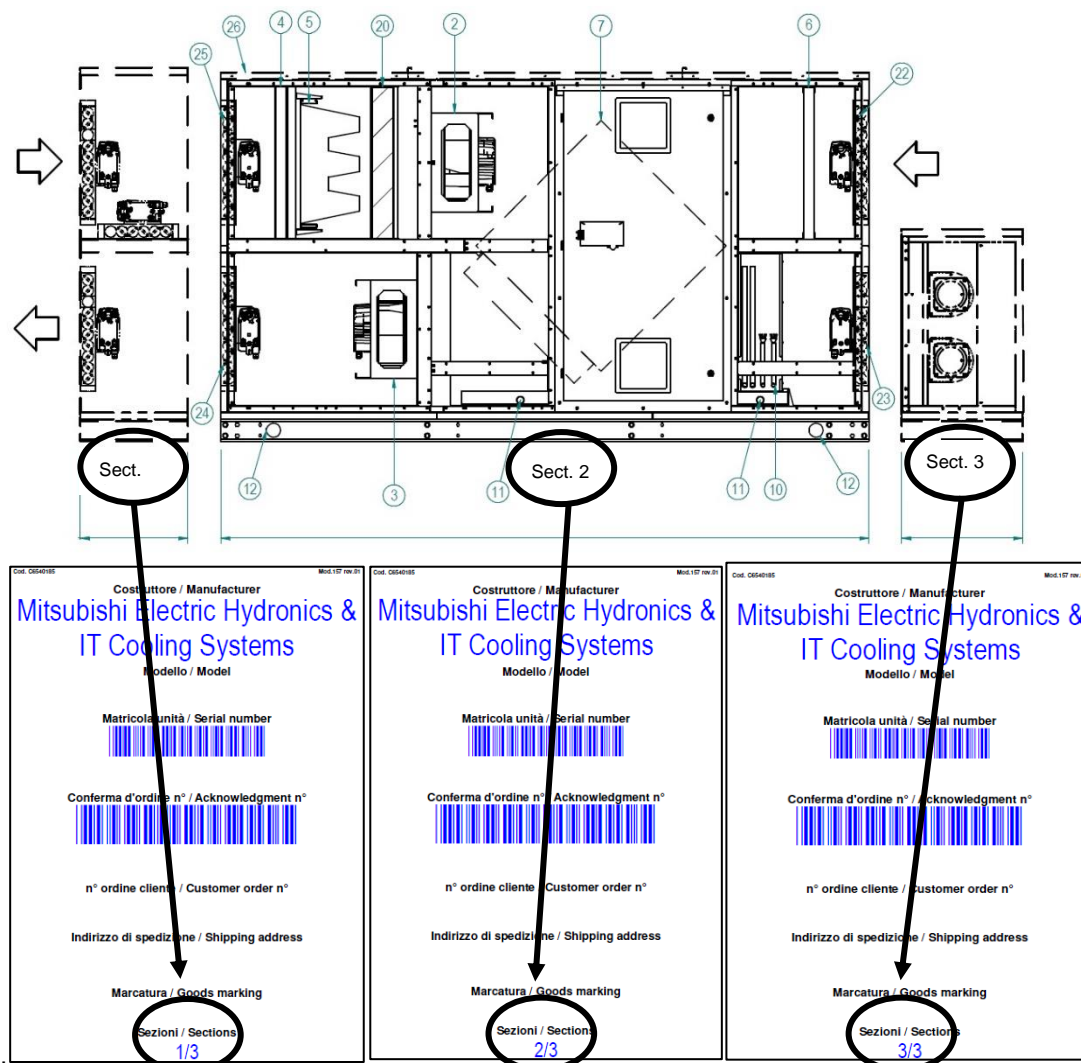 26
4
5
20
2
7
6
25
22
24
23
Sect.
Sect. 2
Sect. 3
12
3
11
11
10
12
Cod. C6540185
Mod.157 rev.01
Costruttore / Manufacturer
Mitsubishi Electric Hydronics &
IT Cooling Systems
Modello / Model
Matricola unità / Serial number
Conferma d'ordine n° / Acknowledgment n°
n° ordine cliente / Customer order n°
Indirizzo di spedizione / Shipping address
Marcatura / Goods marking
Sezioni / Sections
1/3
Cod. C6540185
Mod.157 rev.01
Costruttore / Manufacturer
Mitsubishi Electric Hydronics &
IT Cooling Systems
Modello / Model
Matricola unità / Serial number
Conferma d'ordine n° / Acknowledgment n°
n° ordine cliente / Customer order n°
Indirizzo di spedizione / Shipping address
Marcatura / Goods marking
Sezioni / Sections
2/3
Cod. C6540185
Mod.157 rev.
Costruttore / Manufacturer
Mitsubishi Electric Hydronics &
IT Cooling Systems
Modello / Model
Matricola unità / Serial number
Conferma d'ordine n° / Acknowledgment n°
n° ordine cliente / Customer order n°
Indirizzo di spedizione / Shipping address
Marcatura / Goods marking
Sezioni / Sections
3/3